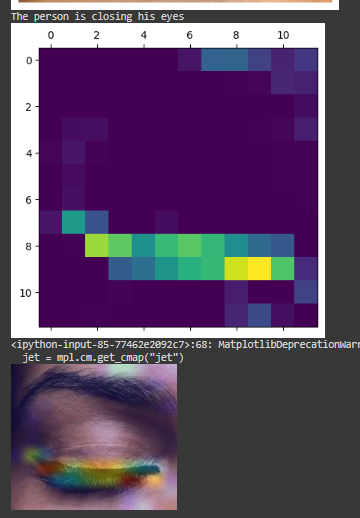 The person is closing his eyes
0 2 4 6 8 10
0
2
4
6
8
10
<ipython-input-85-77462e2092c7>:68: MatplotlibDeprecationWarr
jet = mpl.cm.get_cmap("jet")